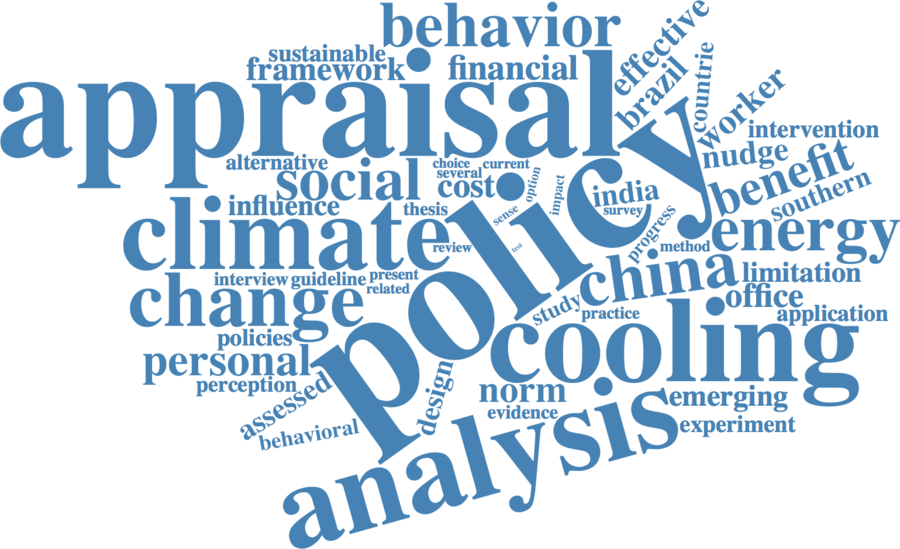 behavior
sustainable
framework
financial
effective
brazil
countrie
worker
appraisal
intervention
nudge
benefit
southern
alternative
choice
current
several
social
cost
option
impact
india
survey
influence
thesis
sense
progress
climate
review
test
method
energy
policy
interview
guideline
present
related
china
limitation
change
study
practice
office
application
policies
cooling
personal
perception
assessed
design
norm
emerging
evidence
experiment
behavioral
analysis